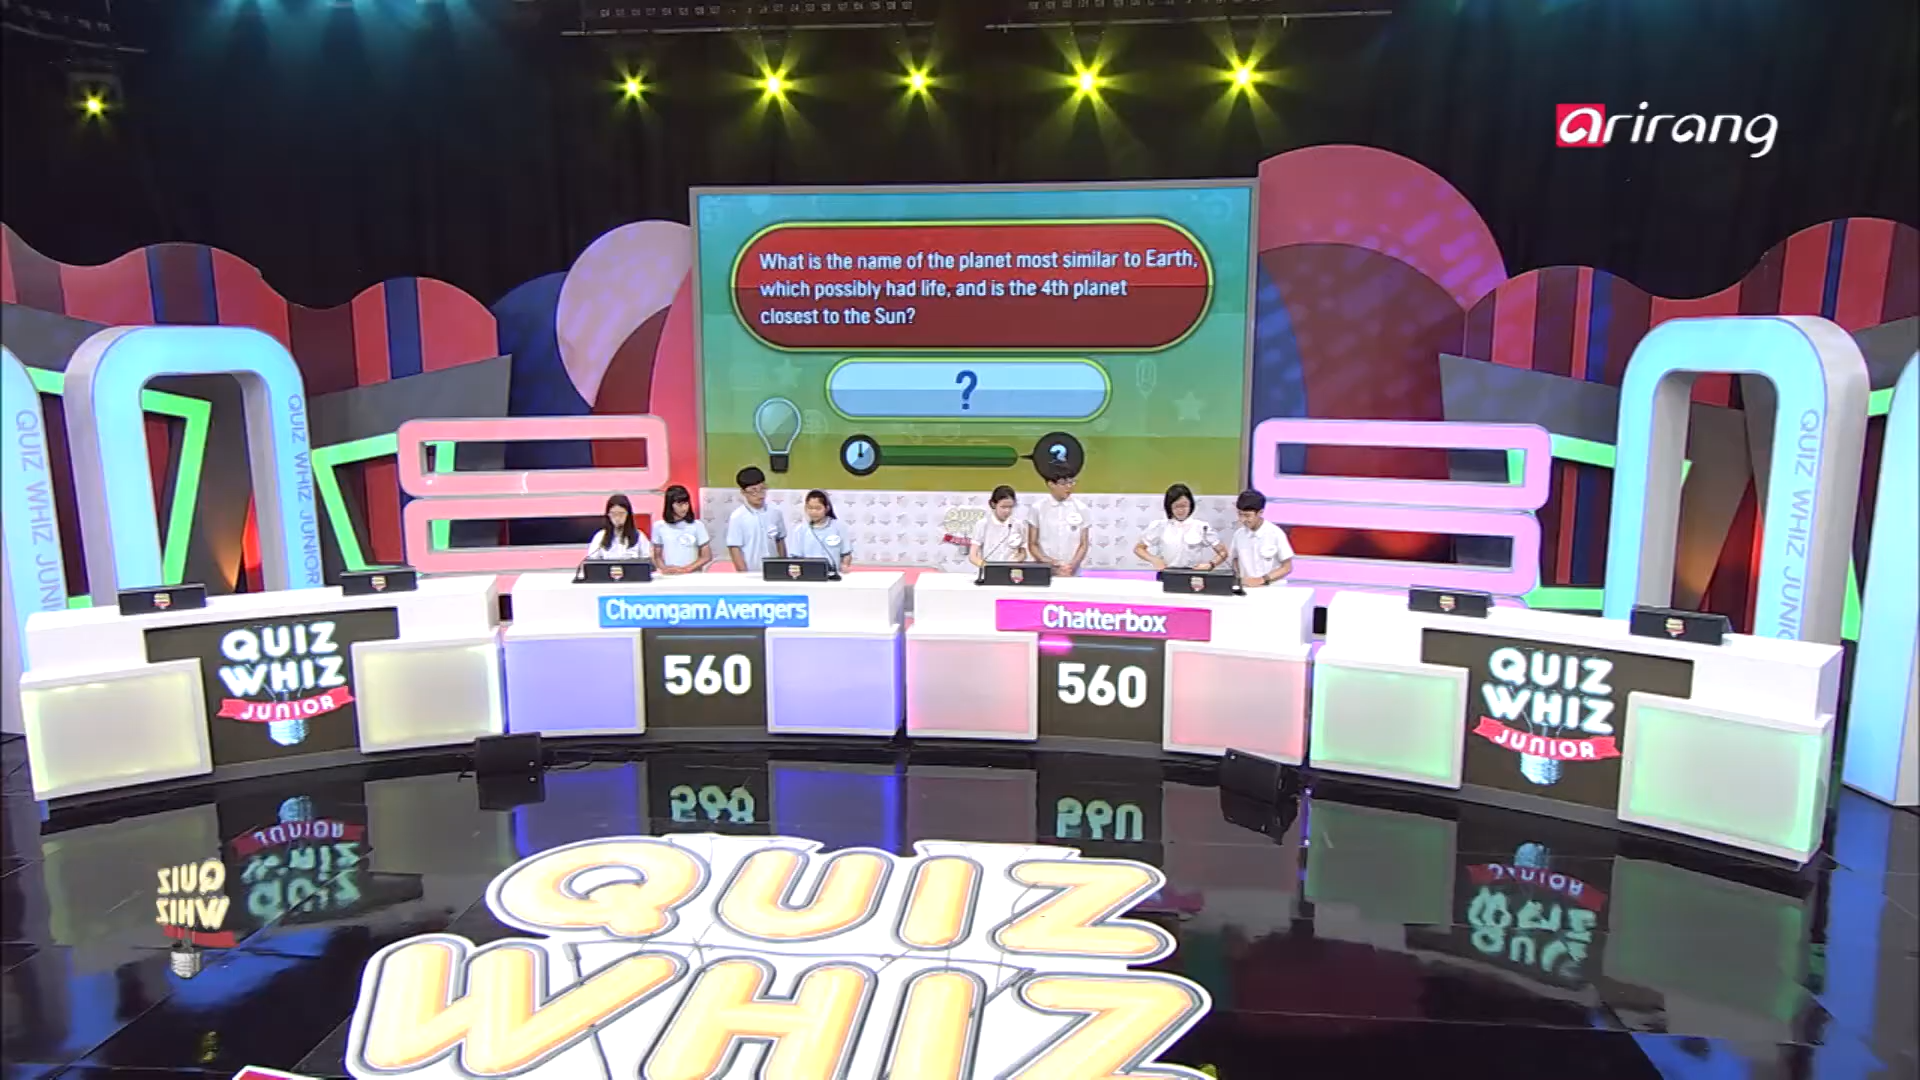 arirang
What is the name of the planet most similar to Earth,
which possibly had life, and is the 4th planet
closest to the Sun?
?
?
QUIZ WHIZ JUNIOR
QUIZ WHIZ JUNIOR
Choongam Avengers
Chatterbox
560
560
QUIZ
WHIZ
JUNIOR
QUIZ
WHIZ
JUNIOR
QUIZ
WHIZ
QUIZ
WHIZ